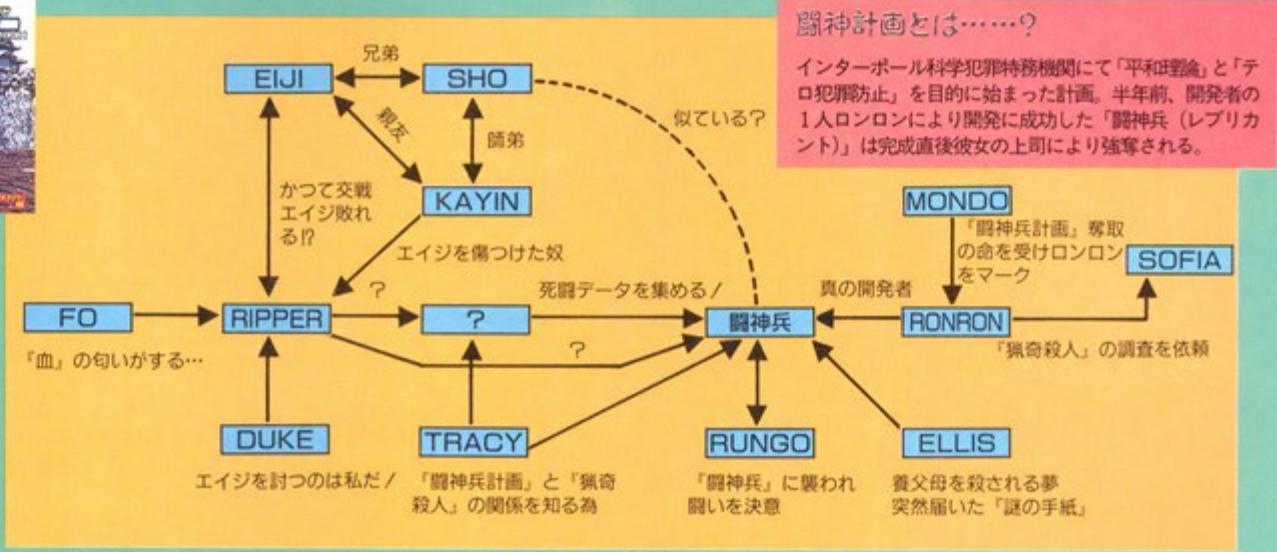 闘神計画とは……?
インターポール科学犯罪特務機関にて「平和理論」と「テ
ロ犯罪防止」を目的に始まった計画。半年前、開発者の
1人ロンロンにより開発に成功した「闘神兵（レプリカ
ント）」は完成直後彼女の上司により強奪される。
兄弟
EIJI
SHO
親友
師弟
似ている?
かつて交戦
エイジ敗れ
る!?
KAYIN
MONDO
『闘神兵計画』奪取
の命を受けロンロン
をマーク
SOFIA
エイジを傷つけた奴
?
死闘データを集める!
真の開発者
FO
RIPPER
?
闘神兵
RONRON
『血』の匂いがする…
?
『猟奇殺人』の調査を依頼
DUKE
TRACY
RUNGO
ELLIS
エイジを討つのは私だ!
『闘神兵計画』と『猟奇
殺人』の関係を知る為
『闘神兵』に襲われ
闘いを決意
養父母を殺される夢
突然届いた『謎の手紙』